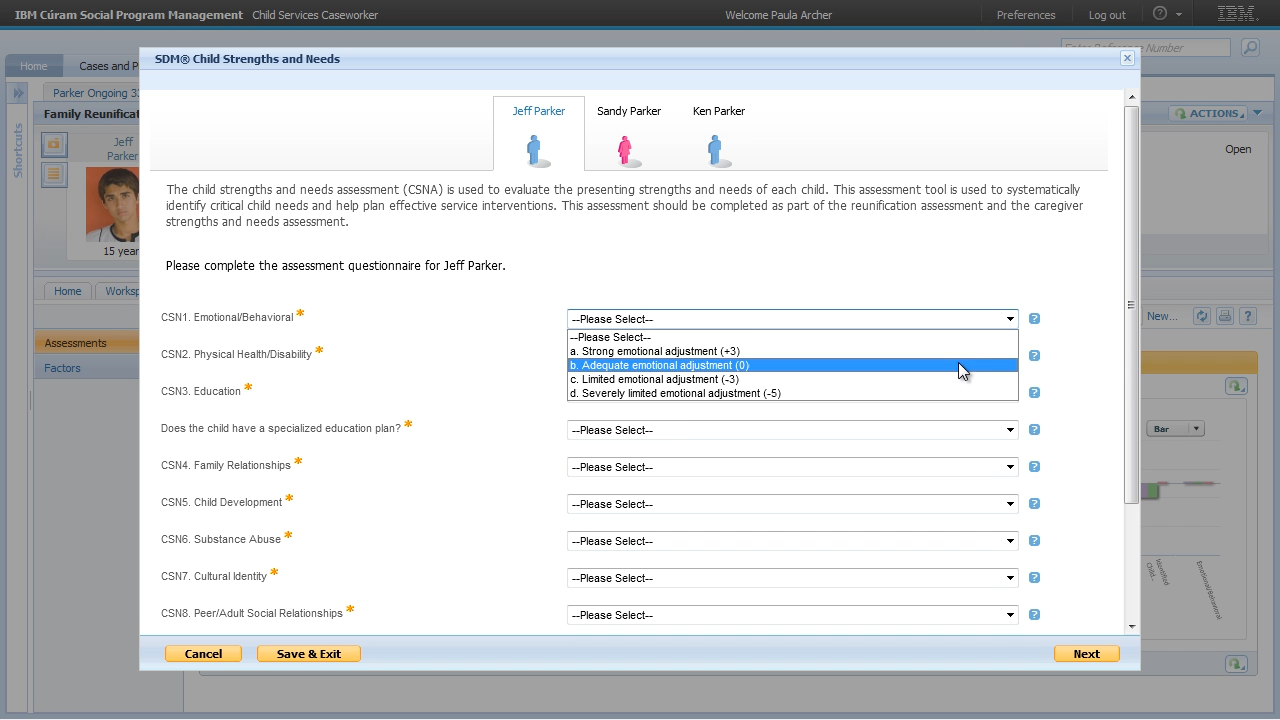 IBM Cúram Social Program Management Child Services Caseworker Welcome Paula Archer Preferences Log out ? IBM.
Enter Reference Number
Home Cases and P
SDM® Child Strengths and Needs
Parker Ongoing 33
Family Reunificat
ACTIONS
Shortcuts
Jeff
Parker
Open
15 year
Jeff Parker Sandy Parker Ken Parker
The child strengths and needs assessment (CSNA) is used to evaluate the presenting strengths and needs of each child. This assessment tool is used to systematically
identify critical child needs and help plan effective service interventions. This assessment should be completed as part of the reunification assessment and the caregiver
strengths and needs assessment.
Please complete the assessment questionnaire for Jeff Parker.
Home Worksp
New... ?
Assessments
Factors
Bar
CSN1. Emotional/Behavioral * --Please Select-- ?
--Please Select--
a. Strong emotional adjustment (+3)
b. Adequate emotional adjustment (0)
c. Limited emotional adjustment (-3)
d. Severely limited emotional adjustment (-5)
CSN2. Physical Health/Disability * ?
CSN3. Education * ?
Does the child have a specialized education plan? * --Please Select-- ?
CSN4. Family Relationships * --Please Select-- ?
CSN5. Child Development * --Please Select-- ?
CSN6. Substance Abuse * --Please Select-- ?
CSN7. Cultural Identity * --Please Select-- ?
CSN8. Peer/Adult Social Relationships * --Please Select-- ?
Child...
Emotional/Behavioral
Cancel Save & Exit Next